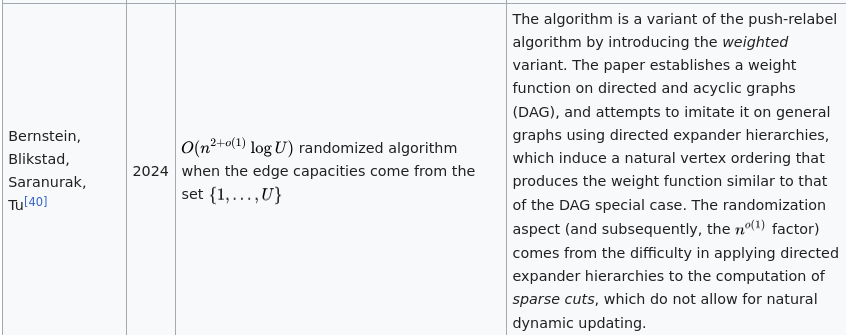 Bernstein,
Blikstad,
Saranurak,
Tu[40]
2024
O(n^{2+o(1)} log U) randomized algorithm
when the edge capacities come from the
set {1, . . . , U}
The algorithm is a variant of the push-relabel
algorithm by introducing the weighted
variant. The paper establishes a weight
function on directed and acyclic graphs
(DAG), and attempts to imitate it on general
graphs using directed expander hierarchies,
which induce a natural vertex ordering that
produces the weight function similar to that
of the DAG special case. The randomization
aspect (and subsequently, the n^{o(1)} factor)
comes from the difficulty in applying directed
expander hierarchies to the computation of
sparse cuts, which do not allow for natural
dynamic updating.